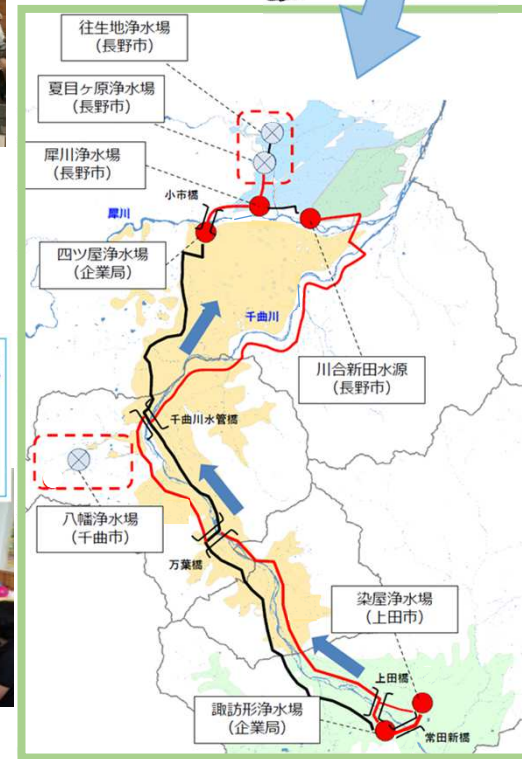 往生地浄水場
（長野市）
夏目ヶ原浄水場
（長野市）
犀川浄水場
（長野市）
小市橋
犀川
四ツ屋浄水場
（企業局）
千曲川
川合新田水源
（長野市）
千曲川水管橋
八幡浄水場
（千曲市）
万葉橋
染屋浄水場
（上田市）
上田橋
諏訪形浄水場
（企業局）
常田新橋